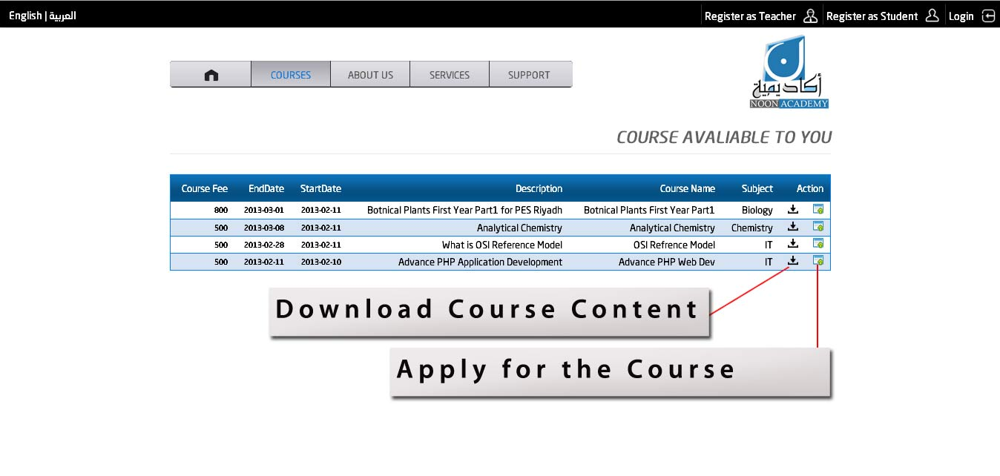 English | العربية
Register as Teacher Register as Student Login
COURSES ABOUT US SERVICES SUPPORT
أكاديمية
NOON ACADEMY
COURSE AVALIABLE TO YOU
Course Fee EndDate StartDate Description Course Name Subject Action
800 2013-03-01 2013-02-11 Botnical Plants First Year Part1 for PES Riyadh Botnical Plants First Year Part1 Biology
500 2013-03-08 2013-02-11 Analytical Chemistry Analytical Chemistry Chemistry
500 2013-02-28 2013-02-11 What is OSI Reference Model OSI Refrence Model IT
500 2013-02-11 2013-02-10 Advance PHP Application Development Advance PHP Web Dev IT
Download Course Content
Apply for the Course